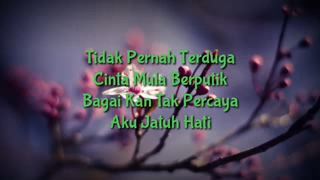 Tidak Pernah Terduga
Cinta Mula Berputik
Bagai Kan Tak Percaya
Aku Jatuh Hati